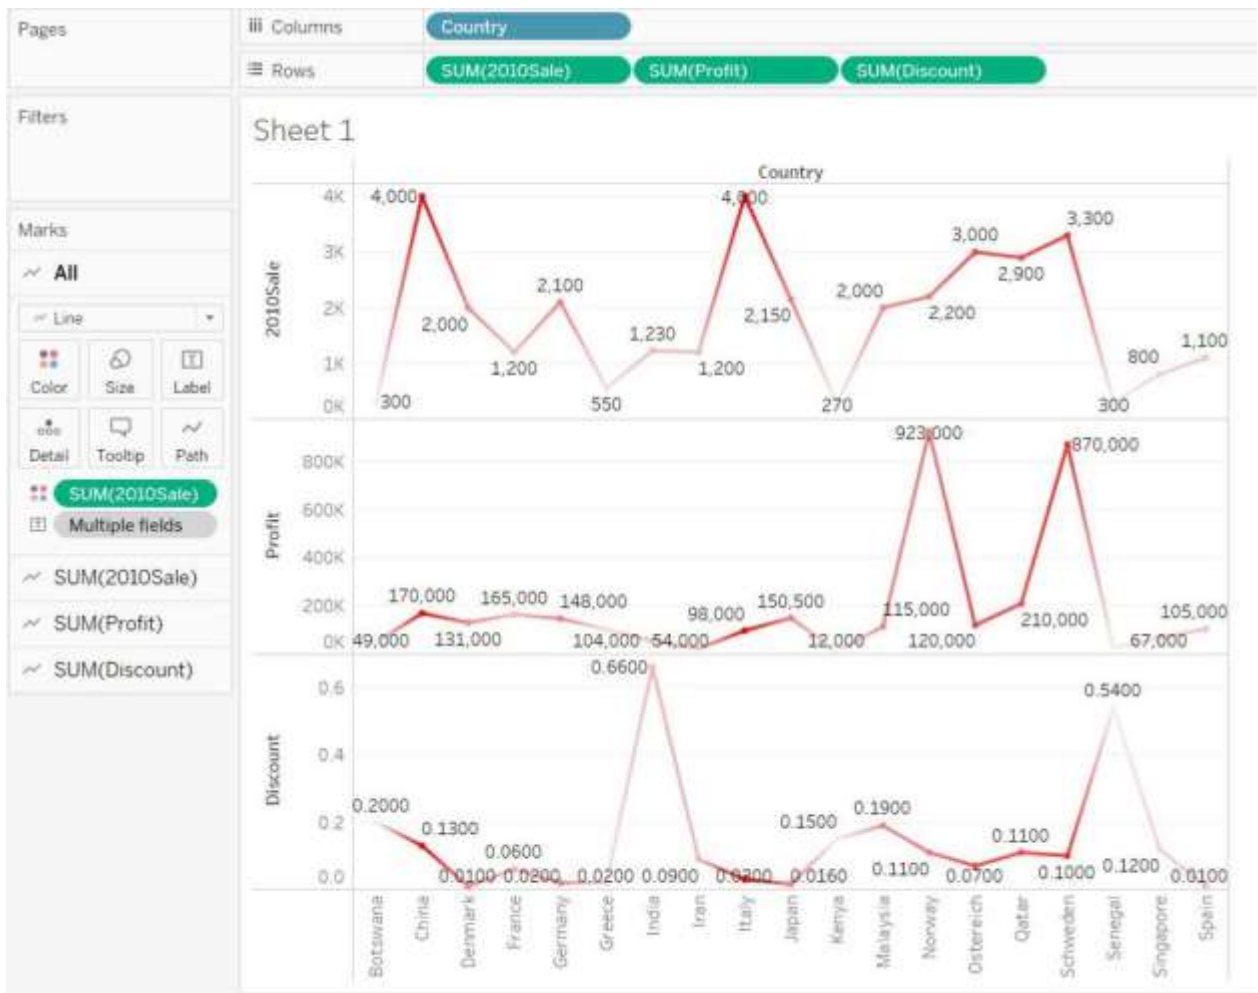 Pages
Columns Country
Rows SUM(2010Sale) SUM(Profit) SUM(Discount)
Filters
Sheet 1
Country
Marks
All
Line
Color Size Label
Detail Tooltip Path
SUM(2010Sale)
Multiple fields
SUM(2010Sale)
SUM(Profit)
SUM(Discount)
2010Sale
4K
3K
2K
1K
0K
4,000 4,000
3,300
3,000
2,900
2,100 2,000
2,000 2,150 2,200
1,230 1,100
1,200 1,200 800
300 550 270 300
Profit
800K
600K
400K
200K
0K
923,000
870,000
170,000 165,000 148,000 98,000 150,500 115,000 210,000 105,000
49,000 131,000 104,000 54,000 12,000 120,000 67,000
Discount
0.6
0.4
0.2
0.0
0.6600
0.5400
0.2000 0.1300 0.1500 0.1900 0.1100
0.0600 0.1100 0.1000 0.1200
0.0100 0.0200 0.0200 0.0900 0.0160 0.0700 0.0100
Botswana
China
Denmark
France
Germany
Greece
India
Iran
Italy
Japan
Kenya
Malaysia
Norway
Ostereich
Qatar
Schweden
Senegal
Singapore
Spain